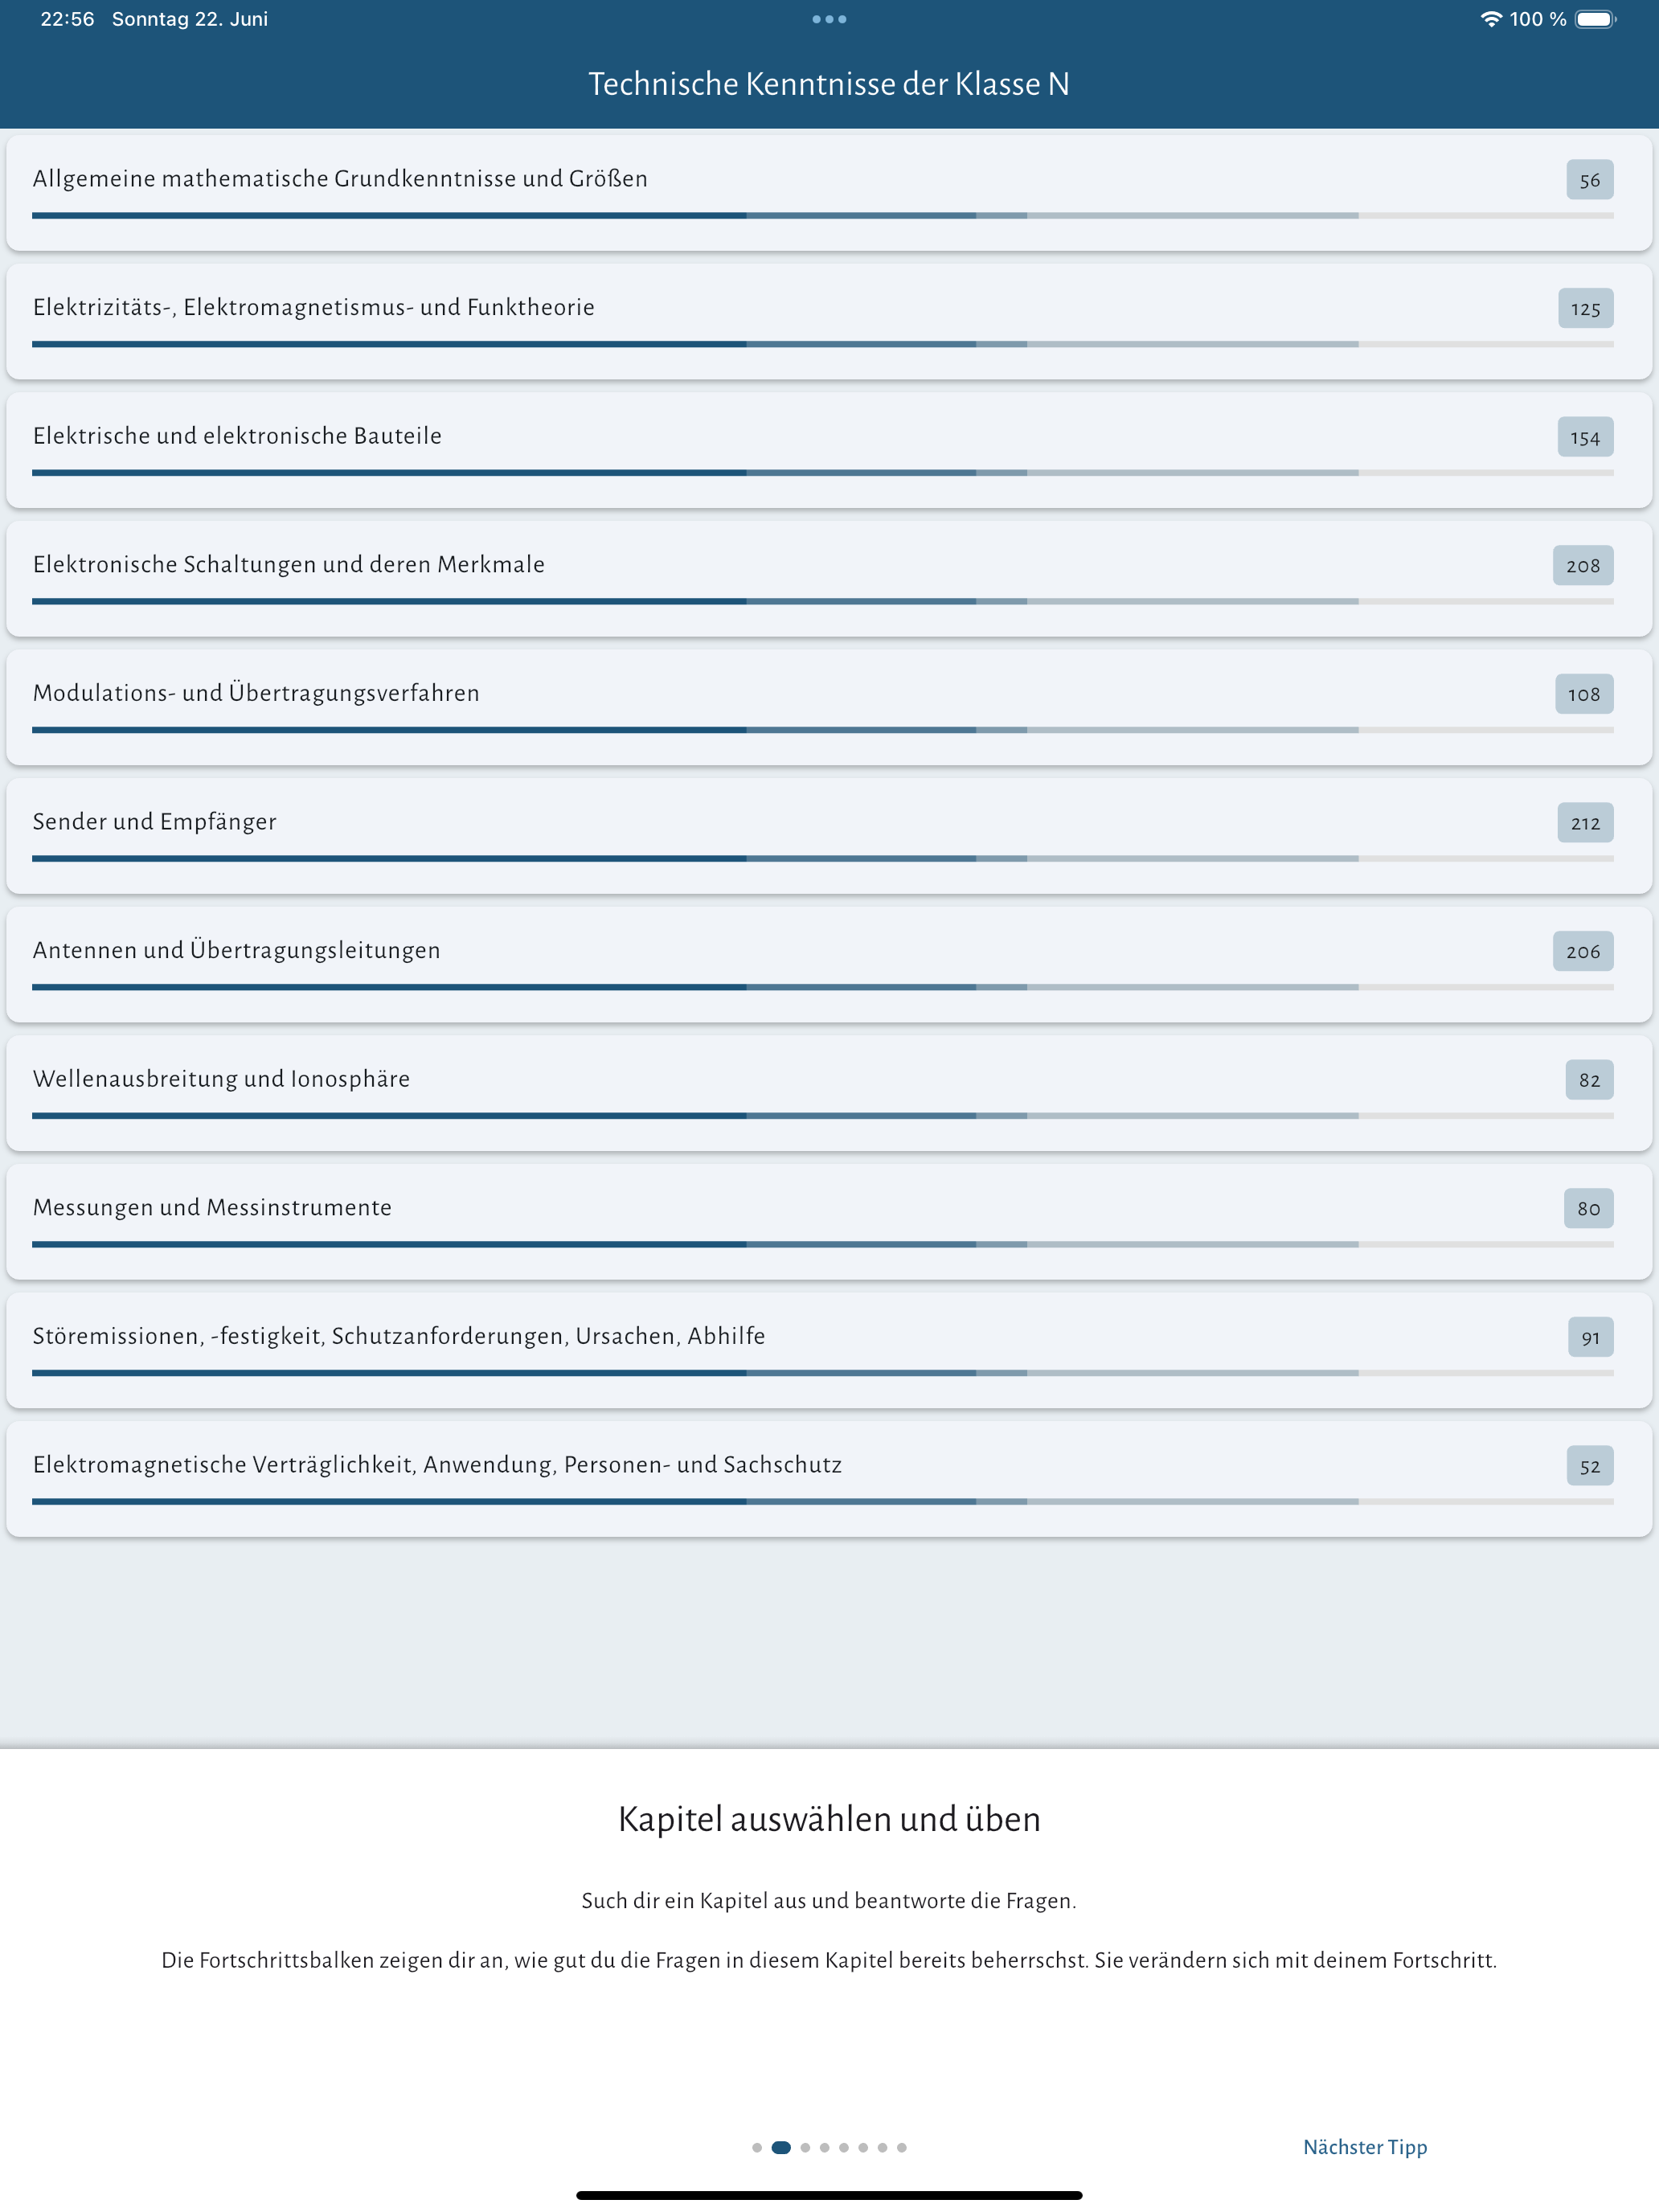 22:56 Sonntag 22. Juni
100 %
Technische Kenntnisse der Klasse N
Allgemeine mathematische Grundkenntnisse und Größen 56
Elektrizitäts-, Elektromagnetismus- und Funktheorie 125
Elektrische und elektronische Bauteile 154
Elektronische Schaltungen und deren Merkmale 208
Modulations- und Übertragungsverfahren 108
Sender und Empfänger 212
Antennen und Übertragungsleitungen 206
Wellenausbreitung und Ionosphäre 82
Messungen und Messinstrumente 80
Störemissionen, -festigkeit, Schutzanforderungen, Ursachen, Abhilfe 91
Elektromagnetische Verträglichkeit, Anwendung, Personen- und Sachschutz 52
Kapitel auswählen und üben
Such dir ein Kapitel aus und beantworte die Fragen.
Die Fortschrittsbalken zeigen dir an, wie gut du die Fragen in diesem Kapitel bereits beherrschst. Sie verändern sich mit deinem Fortschritt.
Nächster Tipp